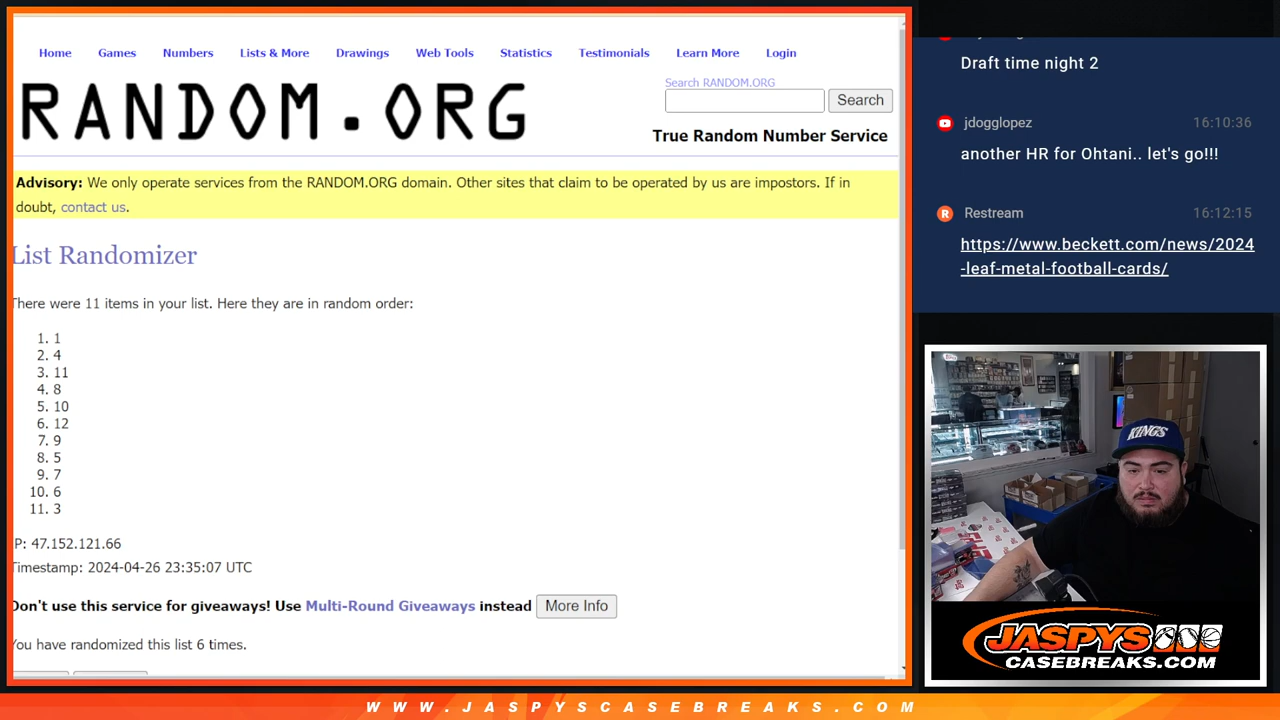 Home Games Numbers Lists & More Drawings Web Tools Statistics Testimonials Learn More Login
RANDOM.ORG
Search RANDOM.ORG
Search
True Random Number Service
Advisory: We only operate services from the RANDOM.ORG domain. Other sites that claim to be operated by us are impostors. If in
doubt, contact us.
List Randomizer
There were 11 items in your list. Here they are in random order:
1. 1
2. 4
3. 11
4. 8
5. 10
6. 12
7. 9
8. 5
9. 7
10. 6
11. 3
P: 47.152.121.66
Timestamp: 2024-04-26 23:35:07 UTC
Don't use this service for giveaways! Use Multi-Round Giveaways instead More Info
You have randomized this list 6 times.
Draft time night 2
jdogglopez 16:10:36
another HR for Ohtani.. let's go!!!
Restream 16:12:15
https://www.beckett.com/news/2024
-leaf-metal-football-cards/
KINGS
JASPYS
CASEBREAKS.COM
WWW.JASPYSCASEBREAKS.COM